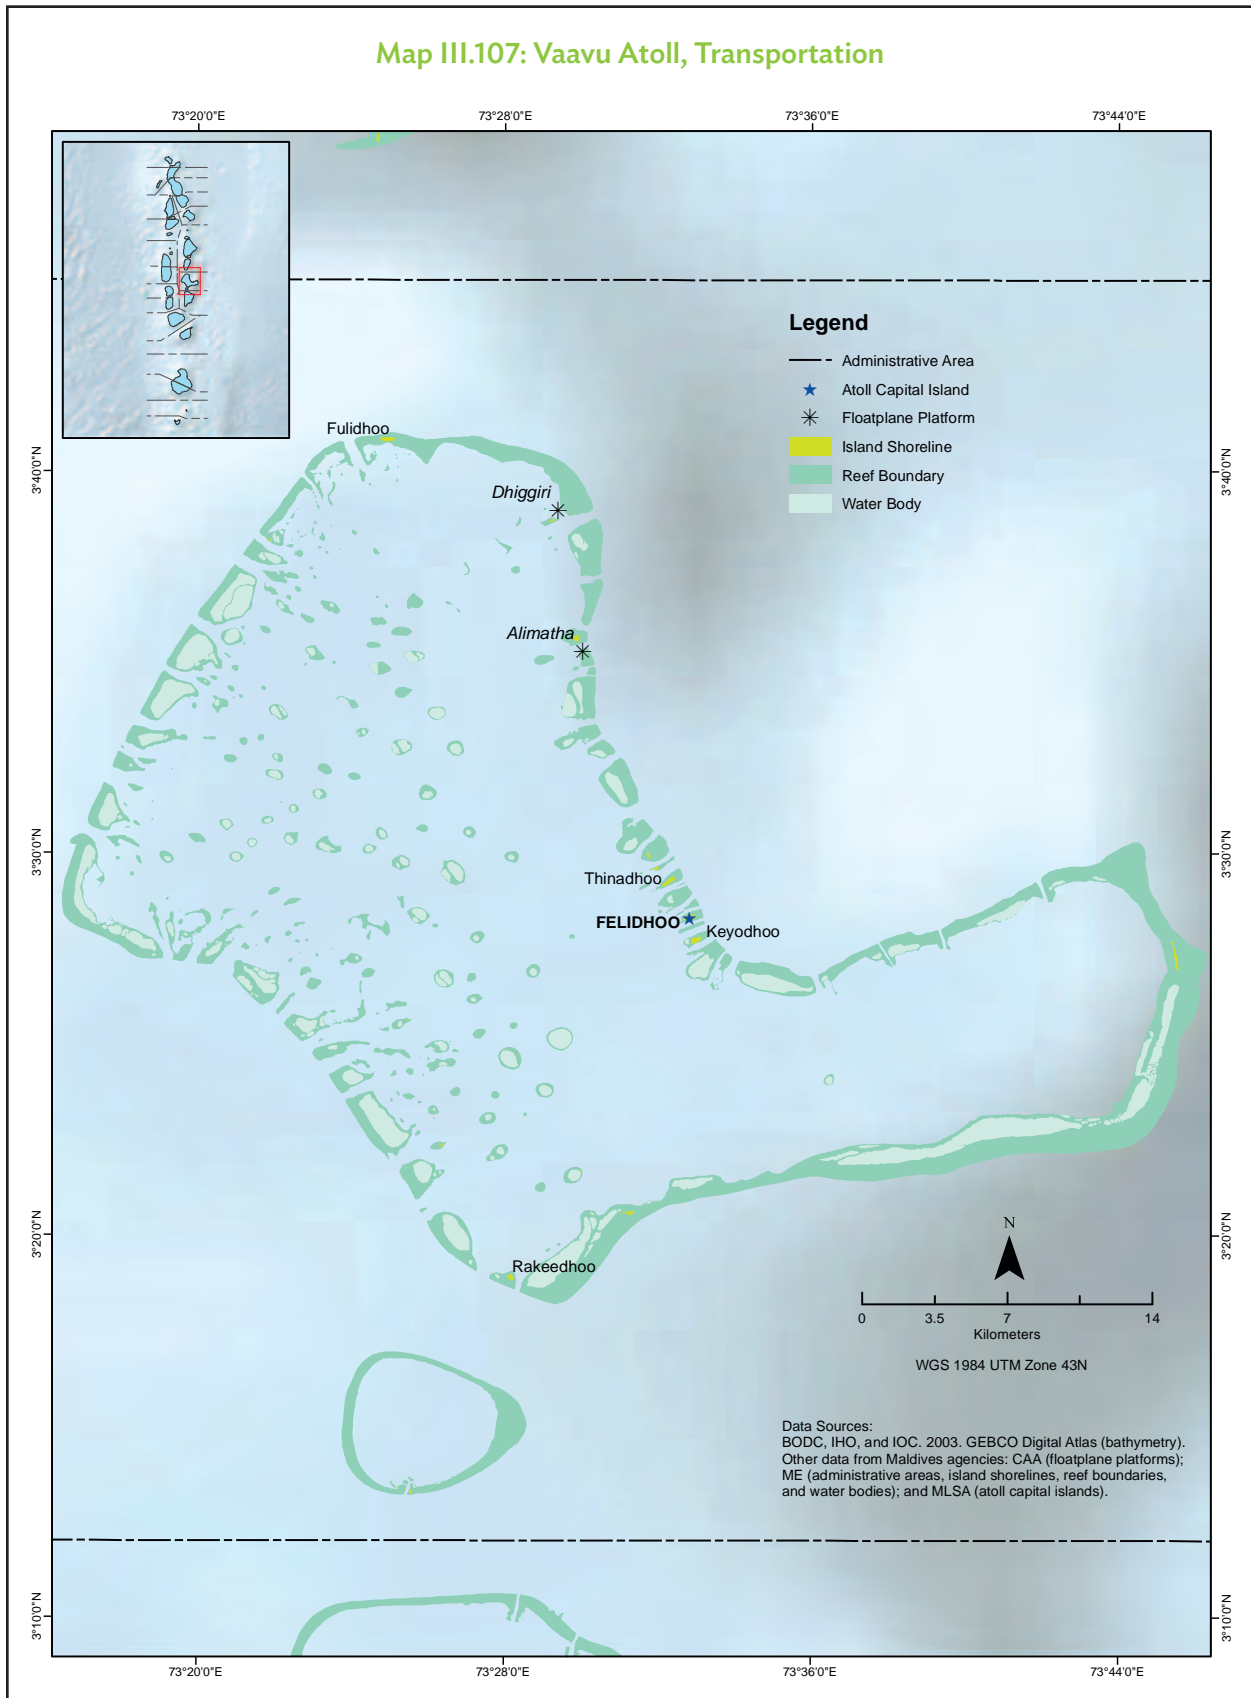 Map III.107: Vaavu Atoll, Transportation
73°20'0"E
73°28'0"E
73°36'0"E
73°44'0"E
Legend
Administrative Area
Atoll Capital Island
Floatplane Platform
Island Shoreline
Reef Boundary
Water Body
Fulidhoo
3°40'0"N
3°40'0"N
Dhiggiri
Alimatha
3°30'0"N
3°30'0"N
Thinadhoo
FELIDHOO
Keyodhoo
3°20'0"N
3°20'0"N
Rakeedhoo
N
0 3.5 7 14
Kilometers
WGS 1984 UTM Zone 43N
Data Sources:
BODC, IHO, and IOC. 2003. GEBCO Digital Atlas (bathymetry).
Other data from Maldives agencies: CAA (floatplane platforms);
ME (administrative areas, island shorelines, reef boundaries,
and water bodies); and MLSA (atoll capital islands).
3°10'0"N
3°10'0"N
73°20'0"E
73°28'0"E
73°36'0"E
73°44'0"E